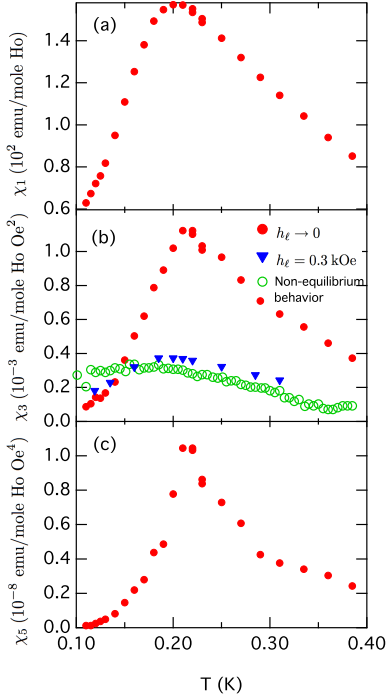 (a)
1.4
1.2
1.0
0.8
0.6
χ₁ (10² emu/mole Ho)
(b)
h_ℓ → 0
h_ℓ = 0.3 kOe
Non-equilibrium
behavior
1.0
0.8
0.6
0.4
0.2
0.0
χ₃ (10⁻³ emu/mole Ho Oe²)
(c)
1.0
0.8
0.6
0.4
0.2
0.0
χ₅ (10⁻⁸ emu/mole Ho Oe⁴)
0.10 0.20 0.30 0.40
T (K)